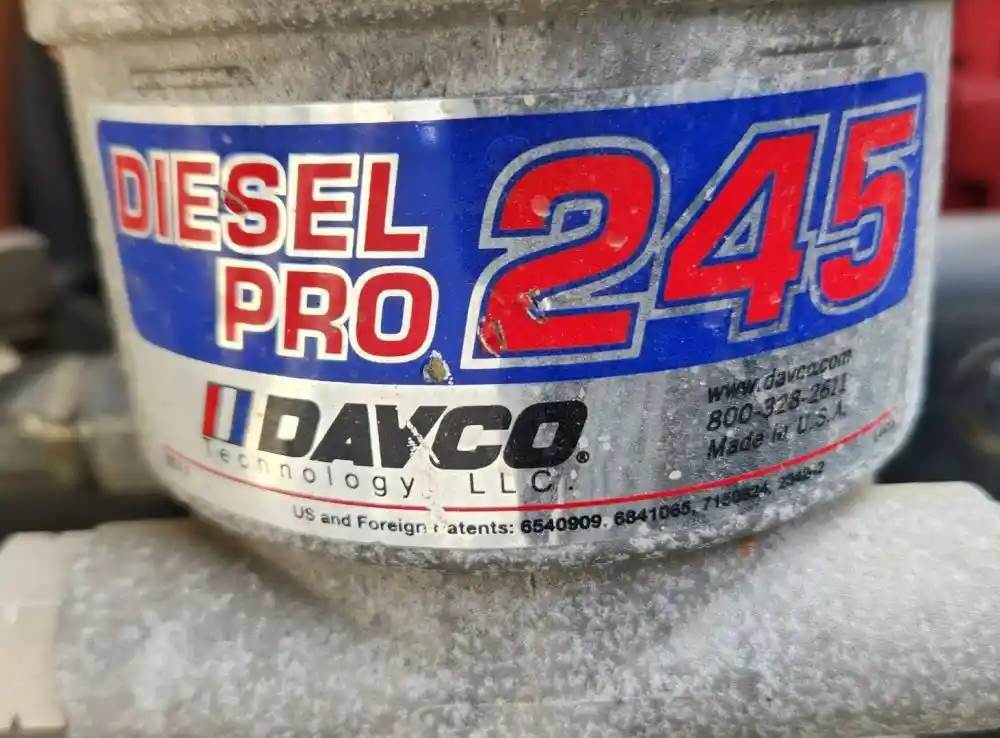 DIESEL
PRO
245
DAVCO®
Technology, LLC.
www.davco.com
800-328-2611
Made in U.S.A.
US and Foreign Patents: 6540909, 6841065,